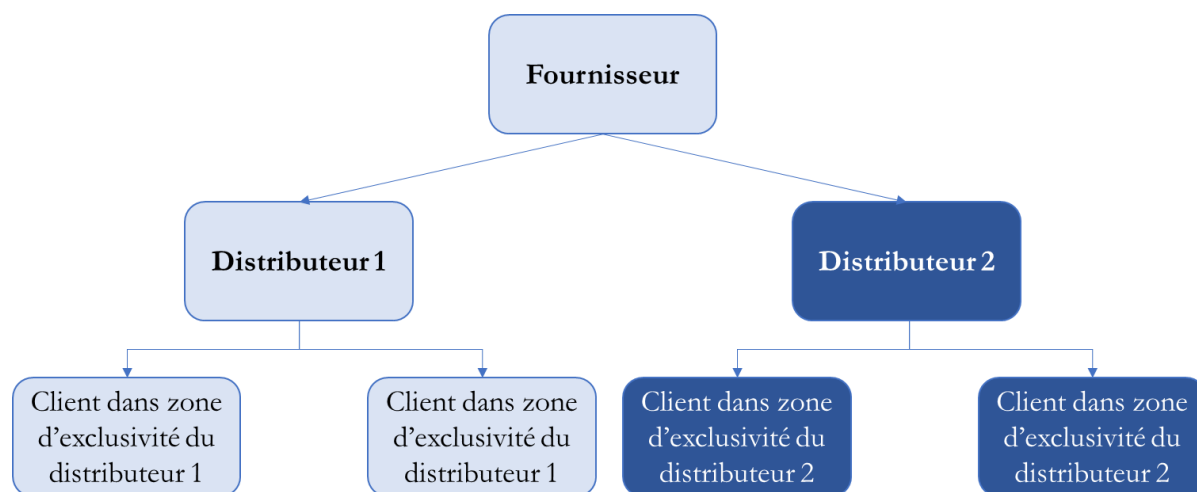 Fournisseur
Distributeur 1
Distributeur 2
Client dans zone
d’exclusivité du
distributeur 1
Client dans zone
d’exclusivité du
distributeur 1
Client dans zone
d’exclusivité du
distributeur 2
Client dans zone
d’exclusivité du
distributeur 2